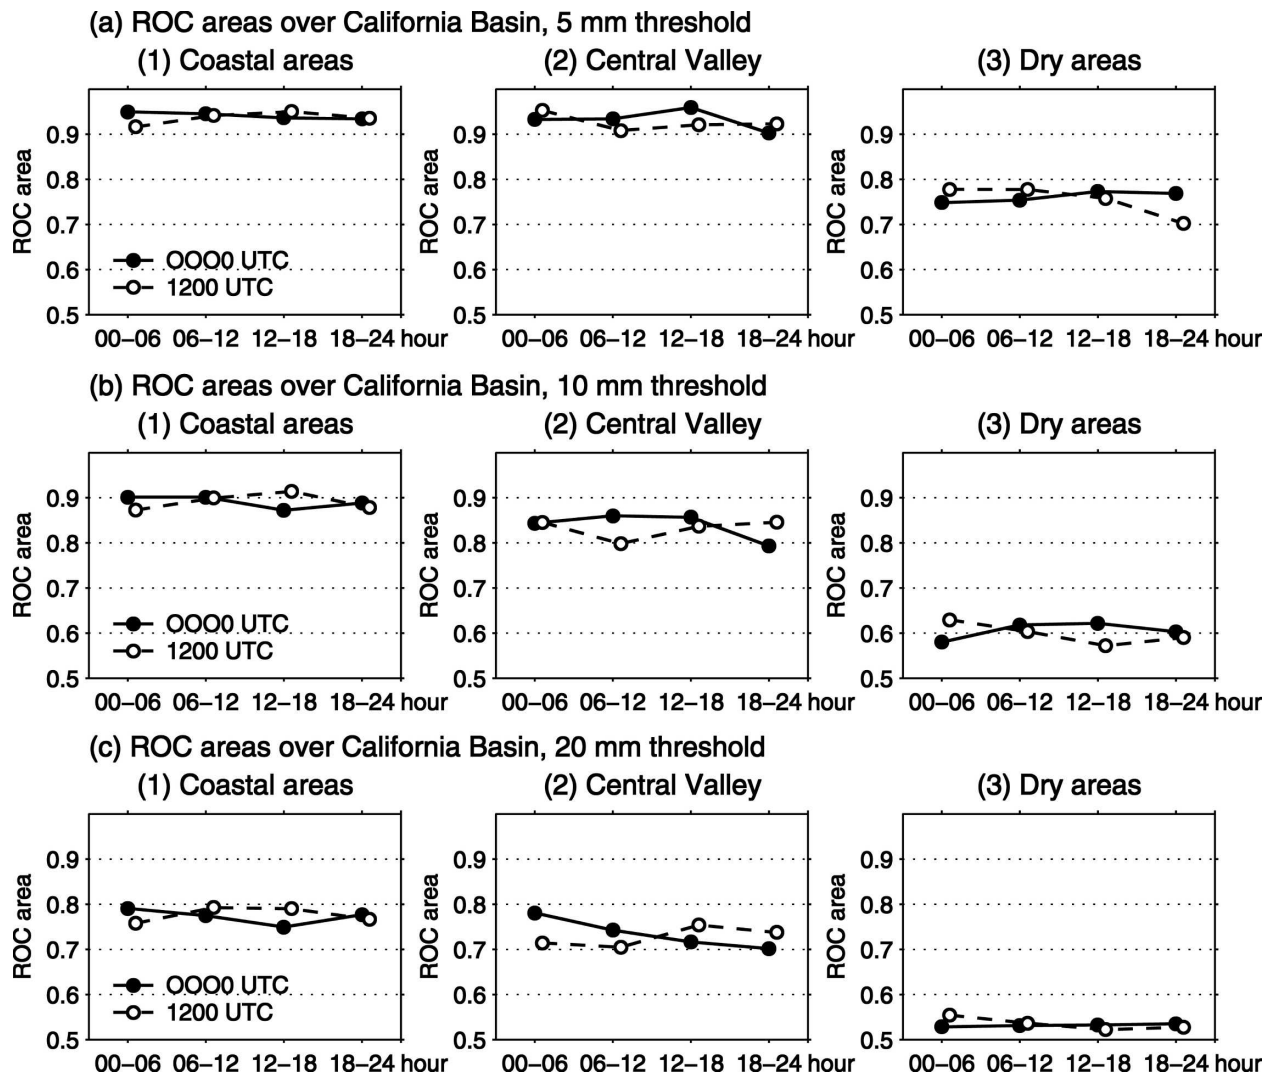 (a) ROC areas over California Basin, 5 mm threshold
(1) Coastal areas
(2) Central Valley
(3) Dry areas
ROC area
0.9
0.8
0.7
0.6
0.5
OOO0 UTC
1200 UTC
00–06 06–12 12–18 18–24 hour
ROC area
0.9
0.8
0.7
0.6
0.5
00–06 06–12 12–18 18–24 hour
ROC area
0.9
0.8
0.7
0.6
0.5
00–06 06–12 12–18 18–24 hour
(b) ROC areas over California Basin, 10 mm threshold
(1) Coastal areas
(2) Central Valley
(3) Dry areas
ROC area
0.9
0.8
0.7
0.6
0.5
OOO0 UTC
1200 UTC
00–06 06–12 12–18 18–24 hour
ROC area
0.9
0.8
0.7
0.6
0.5
00–06 06–12 12–18 18–24 hour
ROC area
0.9
0.8
0.7
0.6
0.5
00–06 06–12 12–18 18–24 hour
(c) ROC areas over California Basin, 20 mm threshold
(1) Coastal areas
(2) Central Valley
(3) Dry areas
ROC area
0.9
0.8
0.7
0.6
0.5
OOO0 UTC
1200 UTC
00–06 06–12 12–18 18–24 hour
ROC area
0.9
0.8
0.7
0.6
0.5
00–06 06–12 12–18 18–24 hour
ROC area
0.9
0.8
0.7
0.6
0.5
00–06 06–12 12–18 18–24 hour